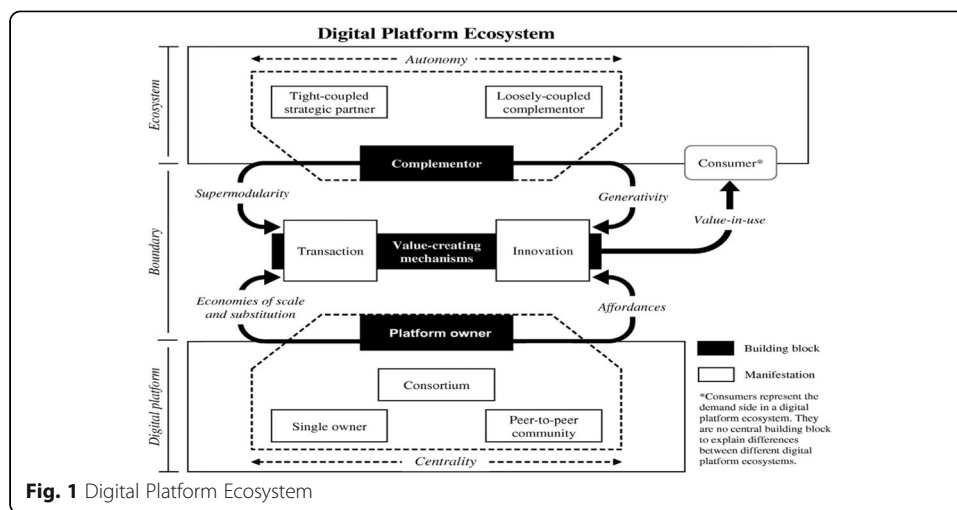 Digital Platform Ecosystem
Ecosystem
Autonomy
Tight-coupled
strategic partner
Loosely-coupled
complementor
Complementor
Consumer*
Boundary
Supermodularity
Generativity
Value-in-use
Transaction
Value-creating
mechanisms
Innovation
Economies of scale
and substitution
Affordances
Platform owner
Digital platform
Consortium
Single owner
Peer-to-peer
community
Centrality
Building block
Manifestation
*Consumers represent the
demand side in a digital
platform ecosystem. They
are no central building block
to explain differences
between different digital
platform ecosystems.
Fig. 1 Digital Platform Ecosystem